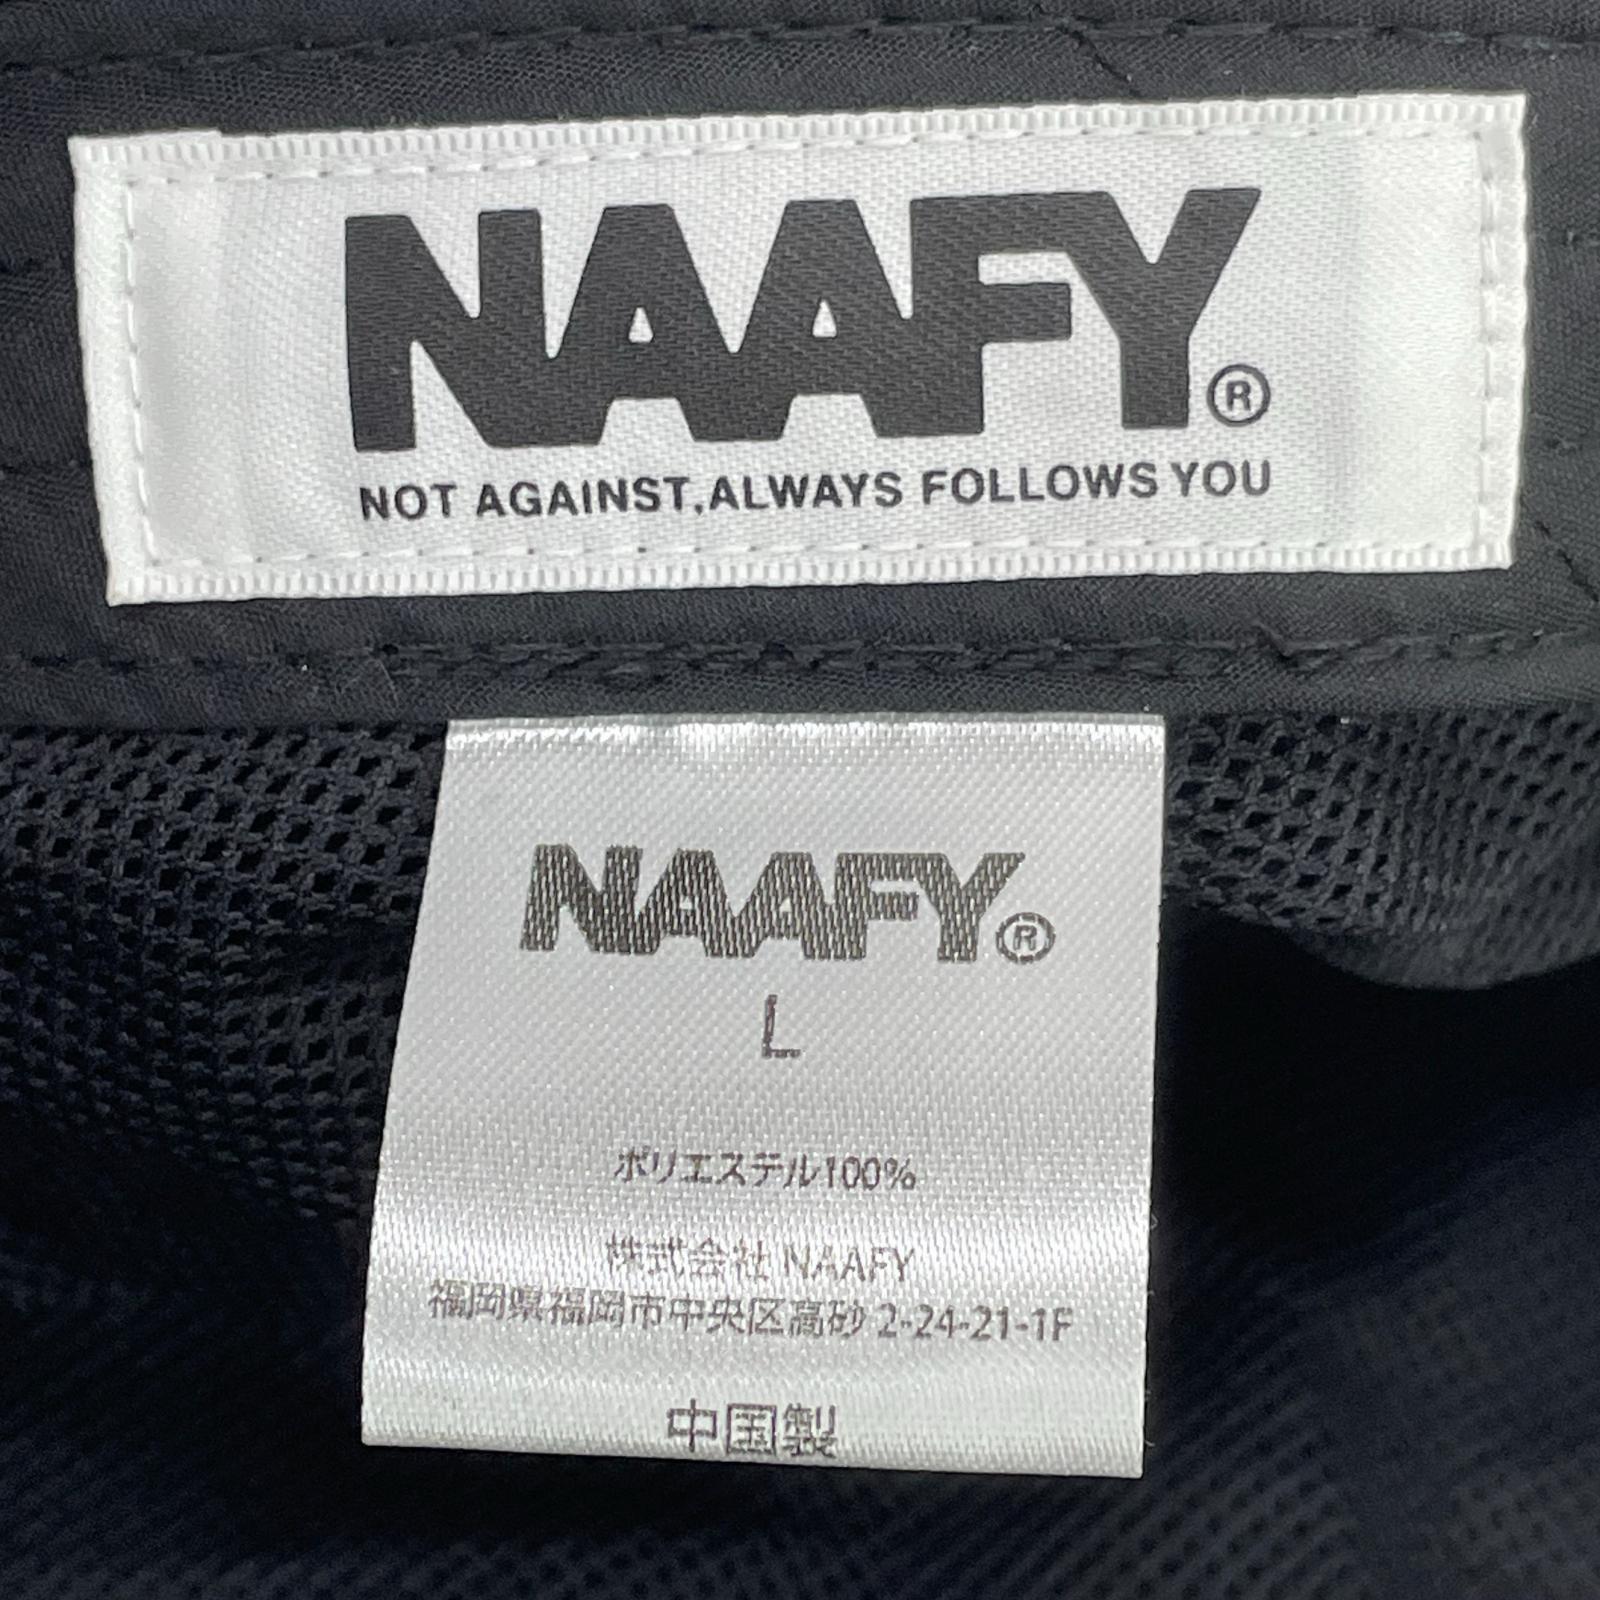 NAAFY®
NOT AGAINST,ALWAYS FOLLOWS YOU
NAAFY®
L
ポリエステル100%
株式会社 NAAFY
福岡県福岡市中央区高砂 2-24-21-1F
中国製